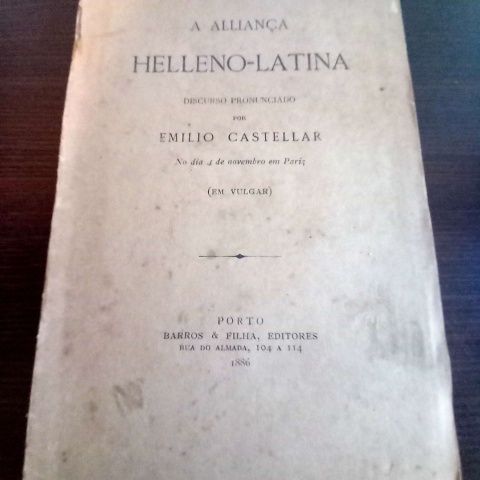 A ALLIANÇA
HELLENO-LATINA
DISCURSO PRONUNCIADO
POR
EMILIO CASTELLAR
No dia 4 de novembro em Pariz
(EM VULGAR)
PORTO
BARROS & FILHA, EDITORES
RUA DO ALMADA, 104 A 114
1886